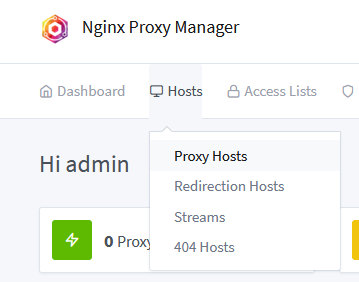 Nginx Proxy Manager
Dashboard Hosts Access Lists
Proxy Hosts
Hi admin
Redirection Hosts
Streams
0 Proxy
404 Hosts